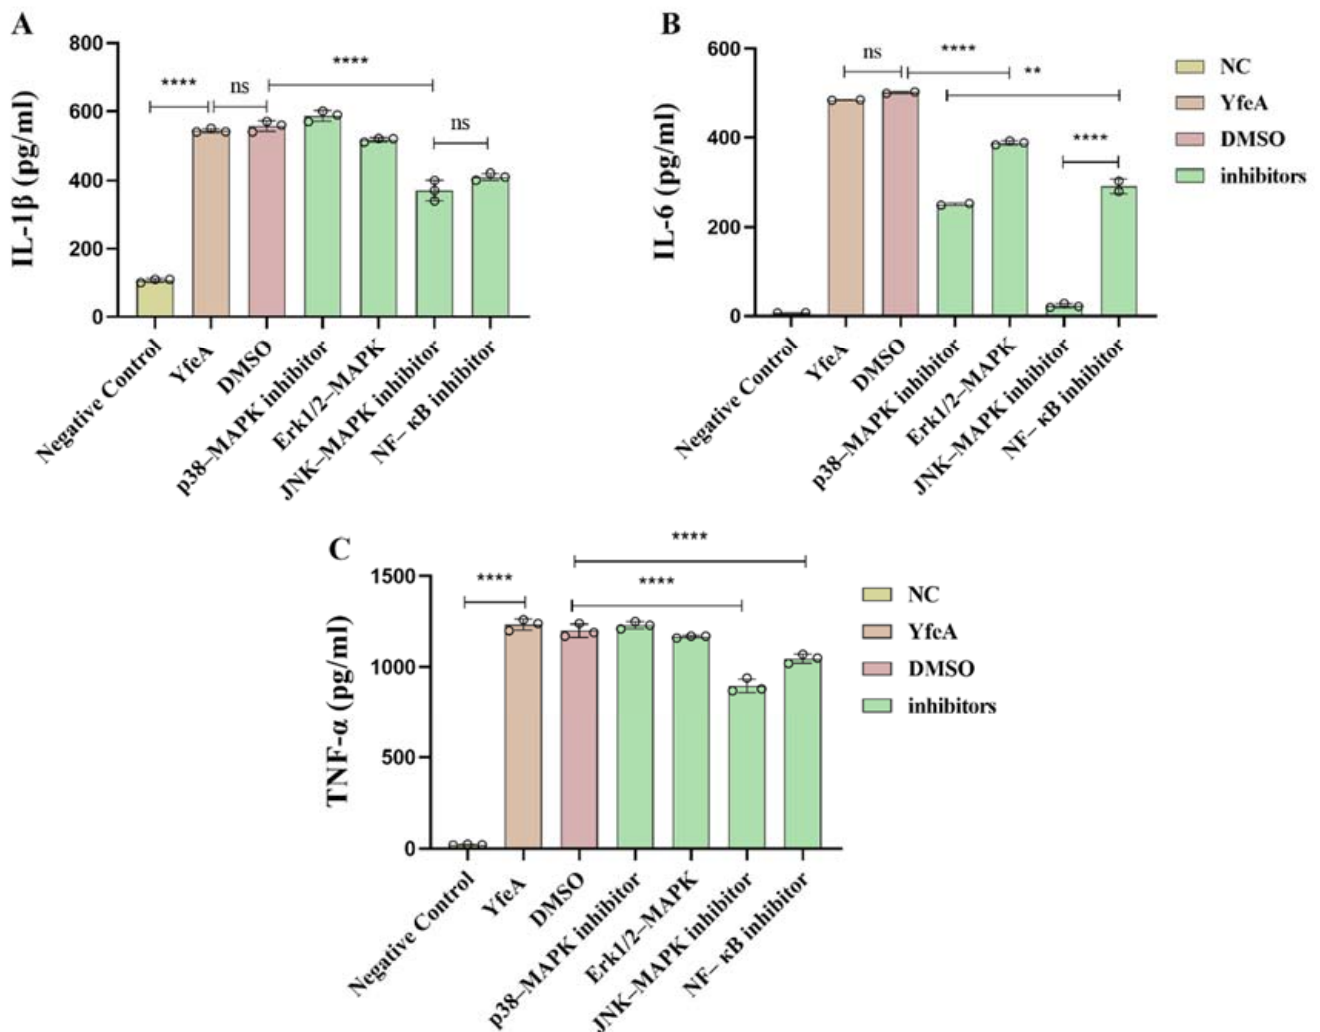 A
IL-1β (pg/ml)
800
600
400
200
0
****
ns
****
ns
Negative Control
YfeA
DMSO
p38–MAPK inhibitor
Erk1/2–MAPK
JNK–MAPK inhibitor
NF– κB inhibitor
B
IL-6 (pg/ml)
600
400
200
0
ns
****
**
****
Negative Control
YfeA
DMSO
p38–MAPK inhibitor
Erk1/2–MAPK
JNK–MAPK inhibitor
NF– κB inhibitor
NC
YfeA
DMSO
inhibitors
C
TNF-α (pg/ml)
1500
1000
500
0
****
****
****
Negative Control
YfeA
DMSO
p38–MAPK inhibitor
Erk1/2–MAPK
JNK–MAPK inhibitor
NF– κB inhibitor
NC
YfeA
DMSO
inhibitors